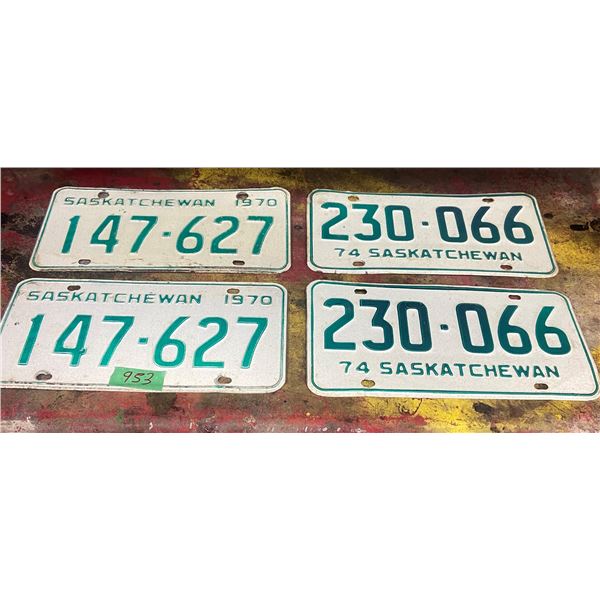 SASKATCHEWAN 1970
147-627
230-066
74 SASKATCHEWAN
SASKATCHEWAN 1970
147-627
953
230-066
74 SASKATCHEWAN